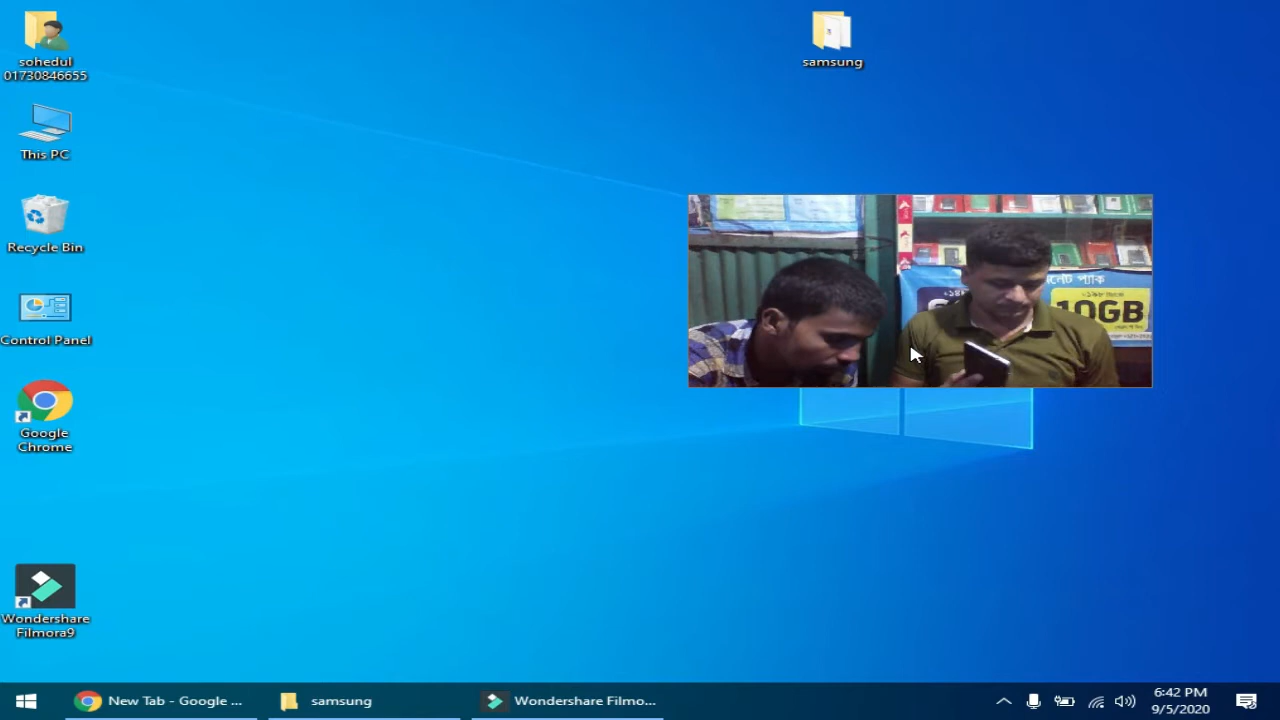 sohedul
01730846655
samsung
This PC
Recycle Bin
Control Panel
Google
Chrome
Wondershare
Filmora9
10GB
New Tab - Google ...
samsung
Wondershare Filmo...
6:42 PM
9/5/2020